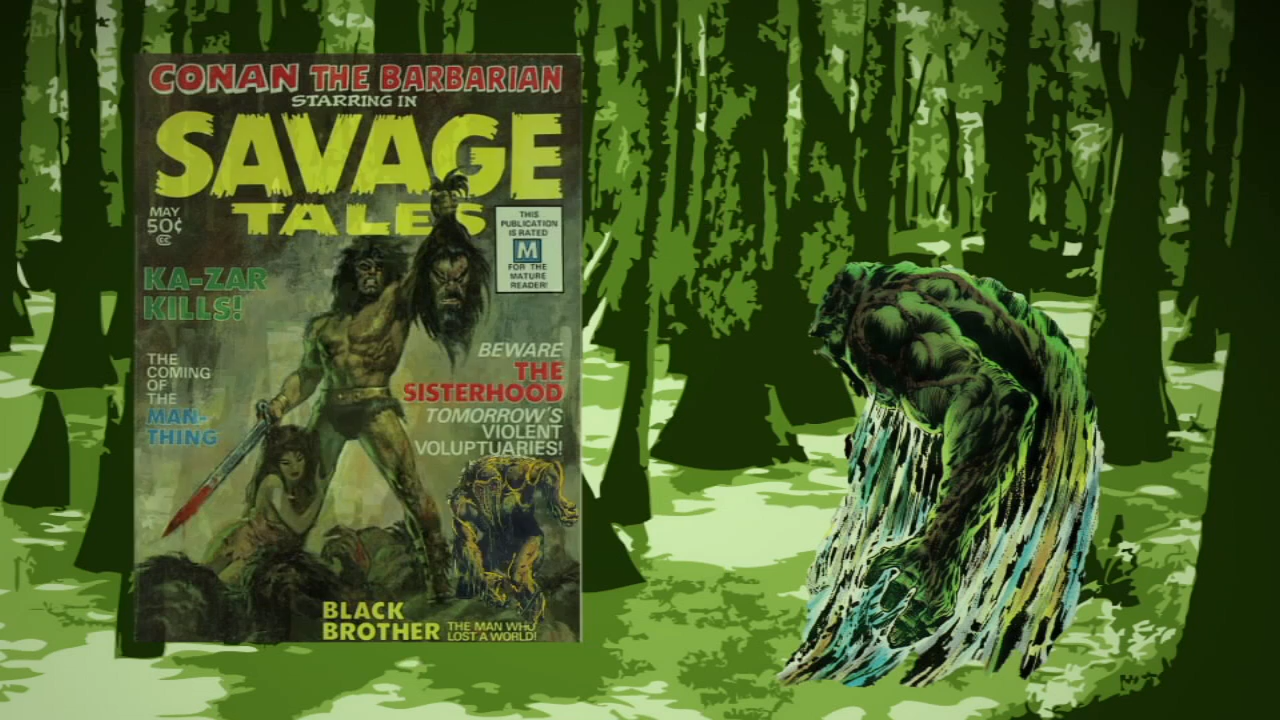 CONAN THE BARBARIAN
STARRING IN
SAVAGE
TALES
MAY
50¢
CC
THIS
PUBLICATION
IS RATED
M
FOR THE
MATURE
READER!
KA-ZAR
KILLS!
THE
COMING
OF
THE
MAN-
THING
BEWARE
THE
SISTERHOOD
TOMORROW'S
VIOLENT
VOLUPTUARIES!
BLACK
BROTHER
THE MAN WHO
LOST A WORLD!